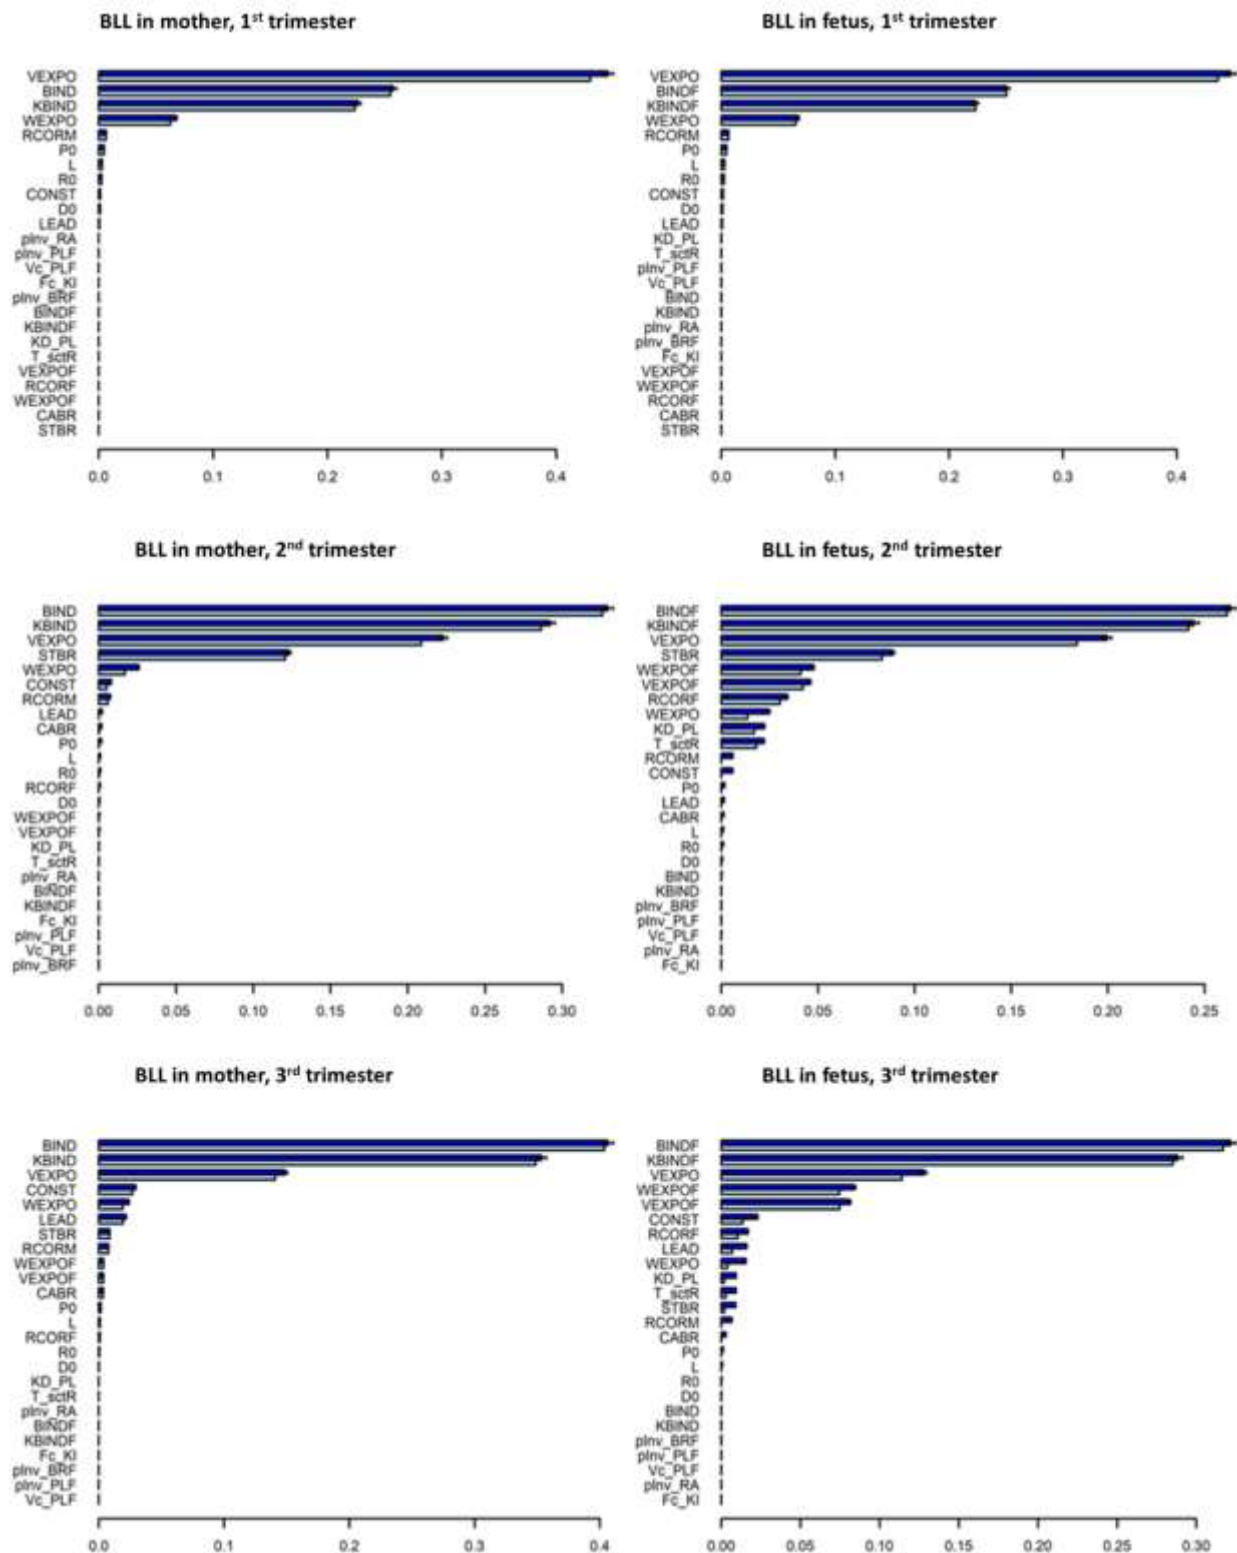 BLL in mother, 1st trimester
VEXPO
BIND
KBIND
WEXPO
RCORM
P0
L
R0
CONST
D0
LEAD
pInv_RA
pInv_PLF
Vc_PLF
Fc_KI
pInv_BRF
BINDF
KBINDF
KD_PL
T_sctR
VEXPOF
RCORF
WEXPOF
CABR
STBR
0.0 0.1 0.2 0.3 0.4
BLL in fetus, 1st trimester
VEXPO
BINDF
KBINDF
WEXPO
RCORM
P0
L
R0
CONST
D0
LEAD
KD_PL
T_sctR
pInv_PLF
Vc_PLF
BIND
KBIND
pInv_RA
pInv_BRF
Fc_KI
VEXPOF
WEXPOF
RCORF
CABR
STBR
0.0 0.1 0.2 0.3 0.4
BLL in mother, 2nd trimester
BIND
KBIND
VEXPO
STBR
WEXPO
CONST
RCORM
LEAD
CABR
P0
L
R0
RCORF
D0
WEXPOF
VEXPOF
KD_PL
T_sctR
pInv_RA
BINDF
KBINDF
Fc_KI
pInv_PLF
Vc_PLF
pInv_BRF
0.00 0.05 0.10 0.15 0.20 0.25 0.30
BLL in fetus, 2nd trimester
BINDF
KBINDF
VEXPO
STBR
WEXPOF
VEXPOF
RCORF
WEXPO
KD_PL
T_sctR
RCORM
CONST
P0
LEAD
CABR
L
R0
D0
BIND
KBIND
pInv_BRF
pInv_PLF
Vc_PLF
pInv_RA
Fc_KI
0.00 0.05 0.10 0.15 0.20 0.25
BLL in mother, 3rd trimester
BIND
KBIND
VEXPO
CONST
WEXPO
LEAD
STBR
RCORM
WEXPOF
VEXPOF
CABR
P0
L
RCORF
R0
D0
KD_PL
T_sctR
pInv_RA
BINDF
KBINDF
Fc_KI
pInv_BRF
pInv_PLF
Vc_PLF
0.0 0.1 0.2 0.3 0.4
BLL in fetus, 3rd trimester
BINDF
KBINDF
VEXPO
WEXPOF
VEXPOF
CONST
RCORF
LEAD
WEXPO
KD_PL
T_sctR
STBR
RCORM
CABR
P0
L
R0
D0
BIND
KBIND
pInv_BRF
pInv_PLF
Vc_PLF
pInv_RA
Fc_KI
0.00 0.05 0.10 0.15 0.20 0.25 0.30